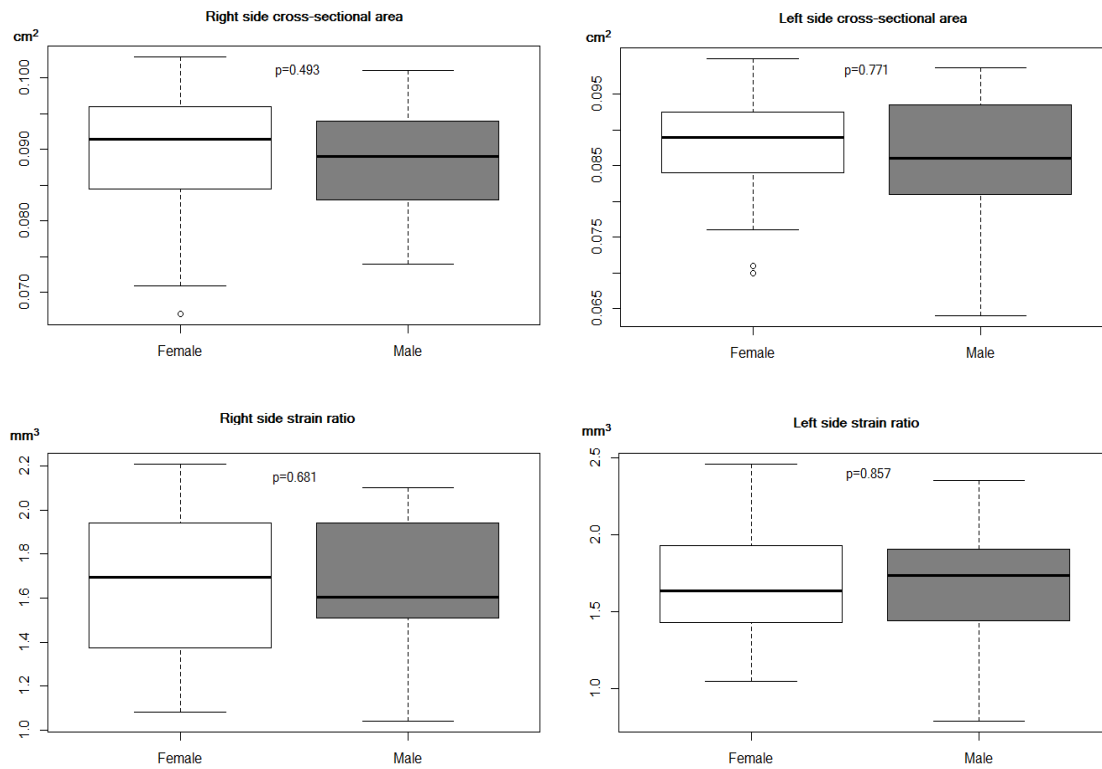 Right side cross-sectional area
cm²
0.100
0.090
0.080
0.070
p=0.493
Female
Male
Left side cross-sectional area
cm²
0.095
0.085
0.075
0.065
p=0.771
Female
Male
Right side strain ratio
mm³
2.2
2.0
1.8
1.6
1.4
1.2
1.0
p=0.681
Female
Male
Left side strain ratio
mm³
2.5
2.0
1.5
1.0
p=0.857
Female
Male